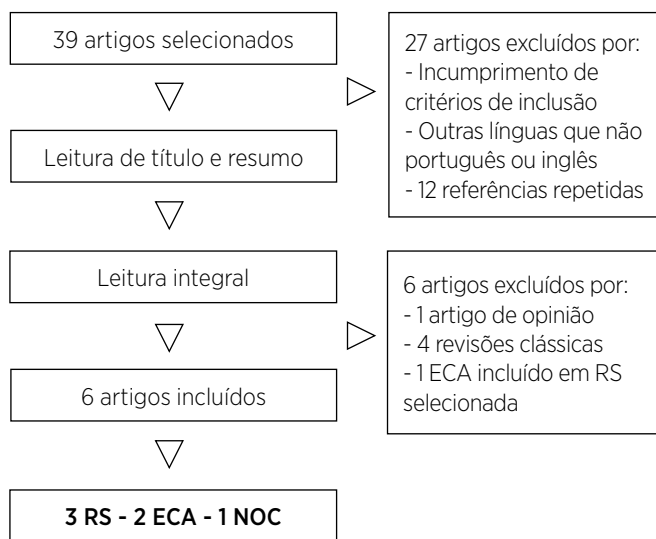 39 artigos selecionados
27 artigos excluídos por:
- Incumprimento de
critérios de inclusão
- Outras línguas que não
português ou inglês
- 12 referências repetidas
Leitura de título e resumo
Leitura integral
6 artigos excluídos por:
- 1 artigo de opinião
- 4 revisões clássicas
- 1 ECA incluído em RS
selecionada
6 artigos incluídos
3 RS - 2 ECA - 1 NOC